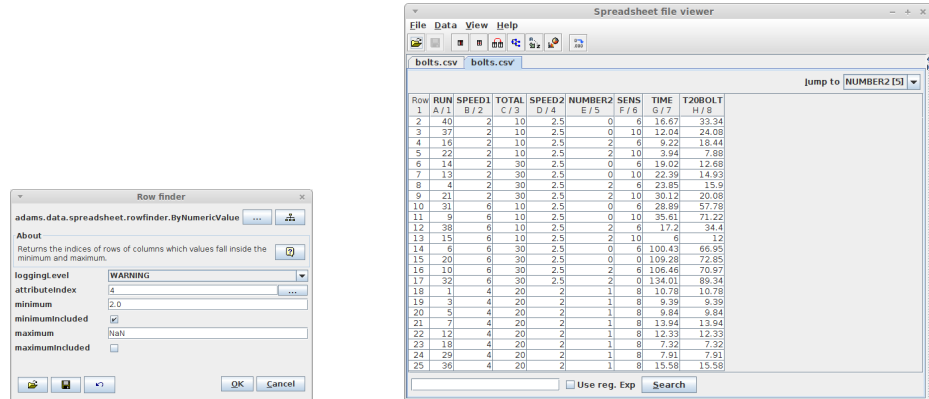 Row finder
adams.data.spreadsheet.rowfinder.ByNumericValue ...
About
Returns the indices of rows of columns which values fall inside the
minimum and maximum.
loggingLevel WARNING
attributeIndex 4 ...
minimum 2.0
minimumIncluded
maximum NaN
maximumIncluded
OK Cancel
Spreadsheet file viewer
File Data View Help
bolts.csv bolts.csv'
Jump to NUMBER2 [5]
Row RUN SPEED1 TOTAL SPEED2 NUMBER2 SENS TIME T20BOLT
1 A / 1 B / 2 C / 3 D / 4 E / 5 F / 6 G / 7 H / 8
2 40 2 10 2.5 0 6 16.67 33.34
3 37 2 10 2.5 0 10 12.04 24.08
4 16 2 10 2.5 2 6 9.22 18.44
5 22 2 10 2.5 2 10 3.94 7.88
6 14 2 30 2.5 0 6 19.02 12.68
7 13 2 30 2.5 0 10 22.39 14.93
8 4 2 30 2.5 2 6 23.85 15.9
9 21 2 30 2.5 2 10 30.12 20.08
10 31 6 10 2.5 0 6 28.89 57.78
11 9 6 10 2.5 0 10 35.61 71.22
12 38 6 10 2.5 2 6 17.2 34.4
13 15 6 10 2.5 2 10 6 12
14 6 6 30 2.5 0 6 100.43 66.95
15 20 6 30 2.5 0 0 109.28 72.85
16 10 6 30 2.5 2 6 106.46 70.97
17 32 6 30 2.5 2 0 134.01 89.34
18 1 4 20 2 1 8 10.78 10.78
19 3 4 20 2 1 8 9.39 9.39
20 5 4 20 2 1 8 9.84 9.84
21 7 4 20 2 1 8 13.94 13.94
22 12 4 20 2 1 8 12.33 12.33
23 18 4 20 2 1 8 7.32 7.32
24 29 4 20 2 1 8 7.91 7.91
25 36 4 20 2 1 8 15.58 15.58
Use reg. Exp Search